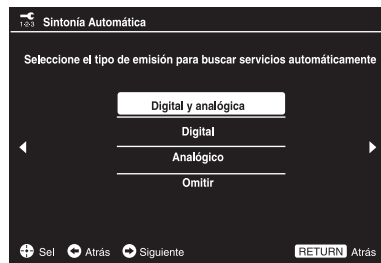 1-2-3 Sintonía Automática
Seleccione el tipo de emisión para buscar servicios automáticamente
Digital y analógica
Digital
Analógico
Omitir
Sel Atrás Siguiente RETURN Atrás